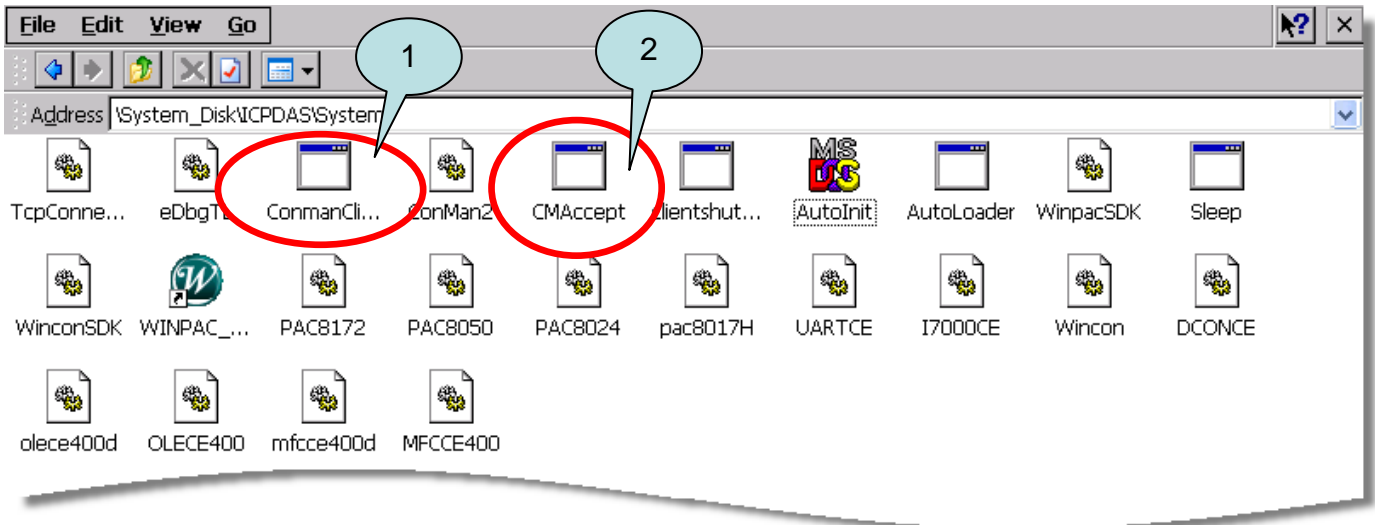 File Edit View Go
1
2
Address \System_Disk\ICPDAS\System
TcpConne... eDbgTL ConmanCli... ConMan2 CMAccept clientshut... AutoInit AutoLoader WinpacSDK Sleep
WinconSDK WINPAC_... PAC8172 PAC8050 PAC8024 pac8017H UARTCE I7000CE Wincon DCONCE
olece400d OLECE400 mfcce400d MFCCE400